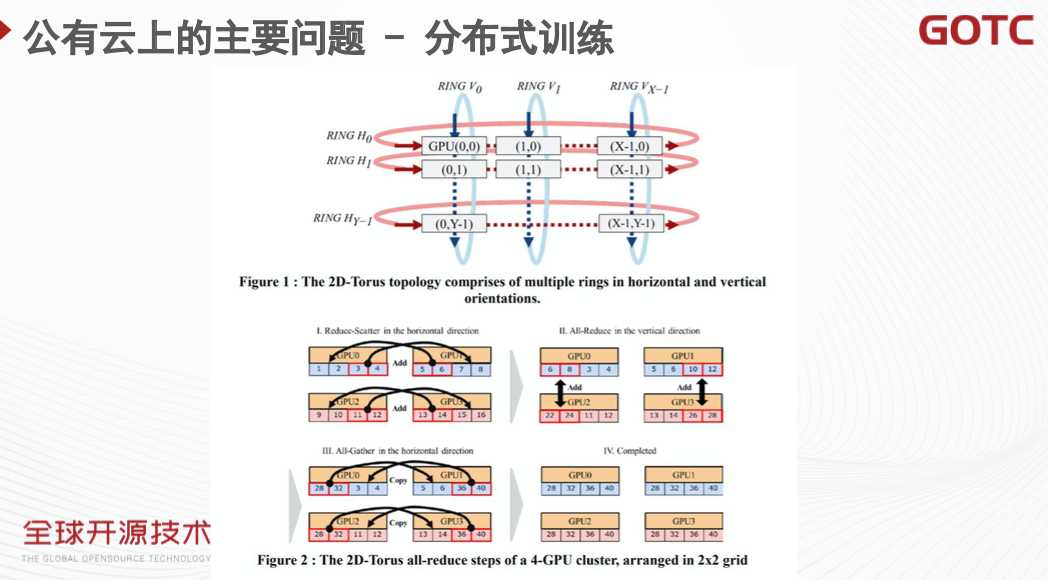 公有云上的主要问题 - 分布式训练
GOTC
RING V0 RING V1 RING VX-1
RING H0
GPU(0,0) (1,0) (X-1,0)
RING H1
(0,1) (1,1) (X-1,1)
RING HY-1
(0,Y-1) (X-1,Y-1)
Figure 1 : The 2D-Torus topology comprises of multiple rings in horizontal and vertical
orientations.
I. Reduce-Scatter in the horizontal direction
GPU0 GPU1
1 2 3 4 Add 5 6 7 8
GPU2 GPU3
9 10 11 12 Add 13 14 15 16
II. All-Reduce in the vertical direction
GPU0 GPU1
6 8 3 4 5 6 10 12
Add Add
GPU2 GPU3
22 24 11 12 13 14 26 28
III. All-Gather in the horizontal direction
GPU0 GPU1
28 32 3 4 Copy 5 6 36 40
GPU2 GPU3
28 32 11 12 Copy 13 14 36 40
IV. Completed
GPU0 GPU1
28 32 36 40 28 32 36 40
GPU2 GPU3
28 32 36 40 28 32 36 40
Figure 2 : The 2D-Torus all-reduce steps of a 4-GPU cluster, arranged in 2x2 grid
全球开源技术
THE GLOBAL OPENSOURCE TECHNOLOGY